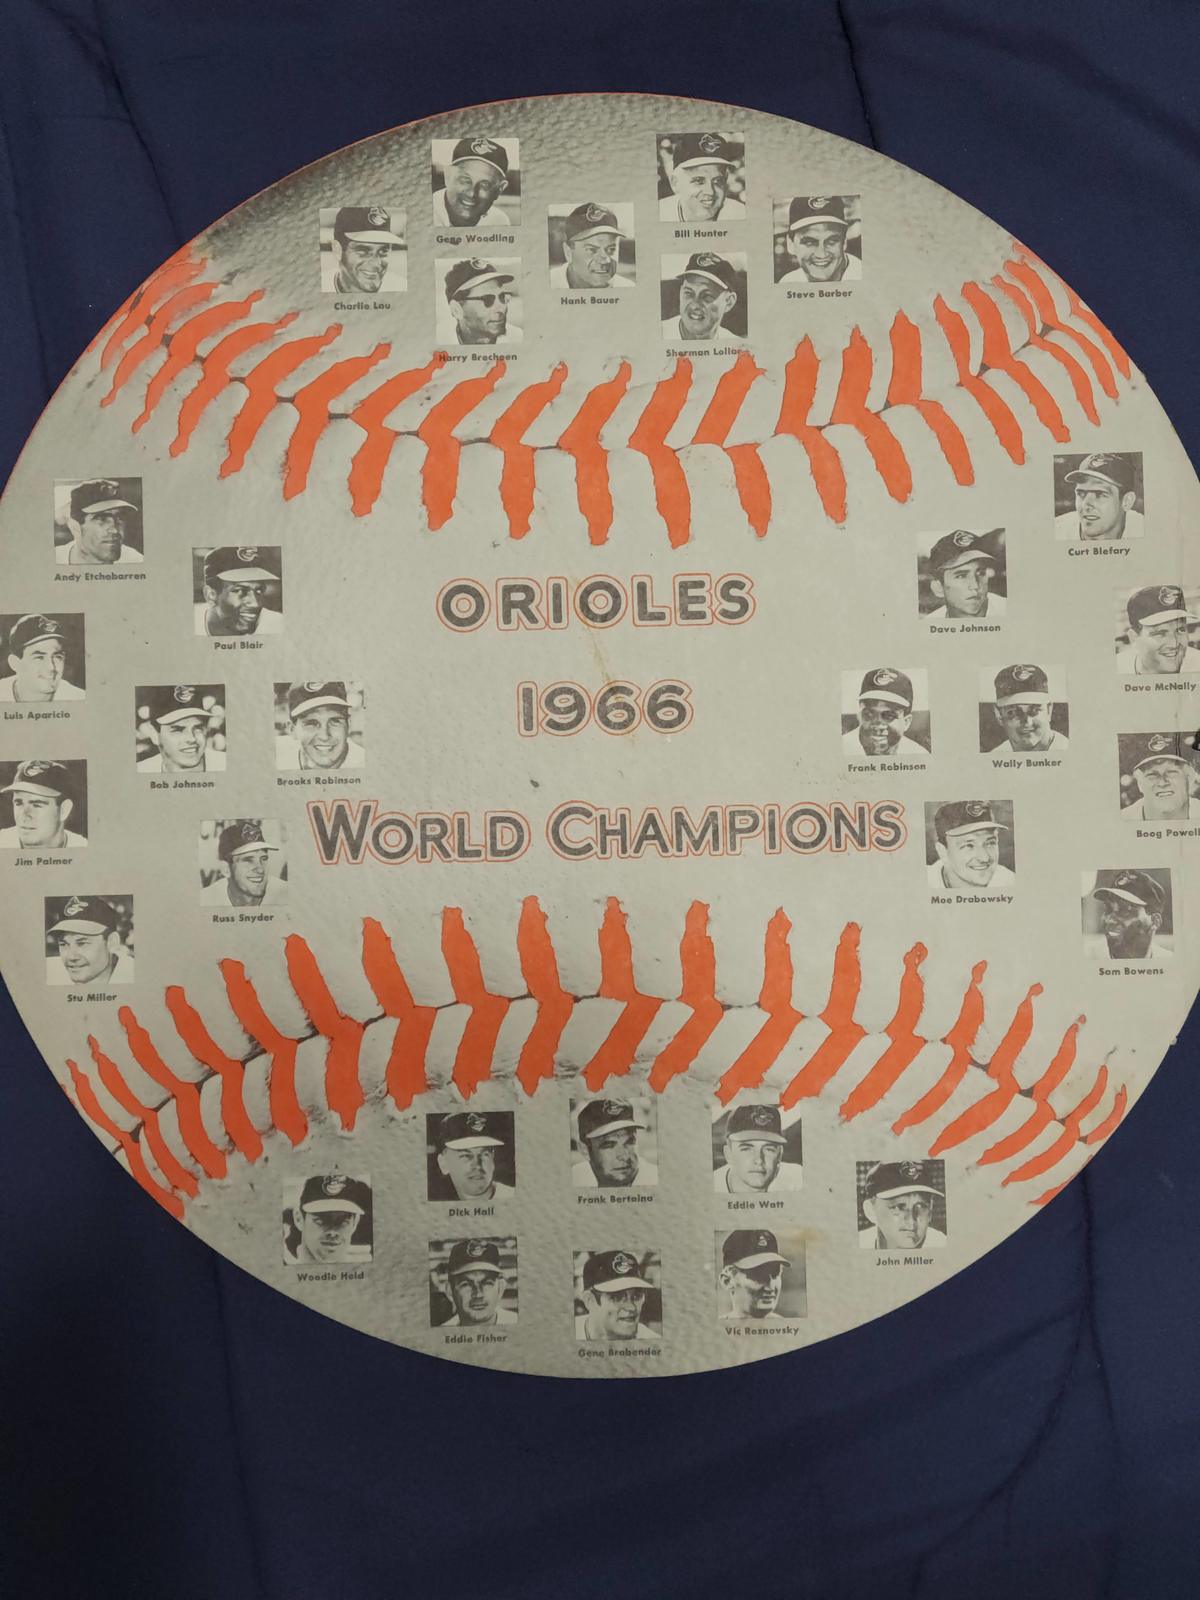 Gene Woodling
Bill Hunter
Charlie Lau
Hank Bauer
Steve Barber
Harry Brecheen
Sherman Lollar
Andy Etchebarren
Curt Blefary
Paul Blair
Dave Johnson
ORIOLES
Luis Aparicio
Dave McNally
1966
Bob Johnson
Brooks Robinson
Frank Robinson
Wally Bunker
Jim Palmer
Boog Powell
WORLD CHAMPIONS
Russ Snyder
Moe Drabowsky
Stu Miller
Sam Bowens
Dick Hall
Frank Bertaina
Eddie Watt
Woodie Held
John Miller
Eddie Fisher
Gene Brabender
Vic Roznovsky